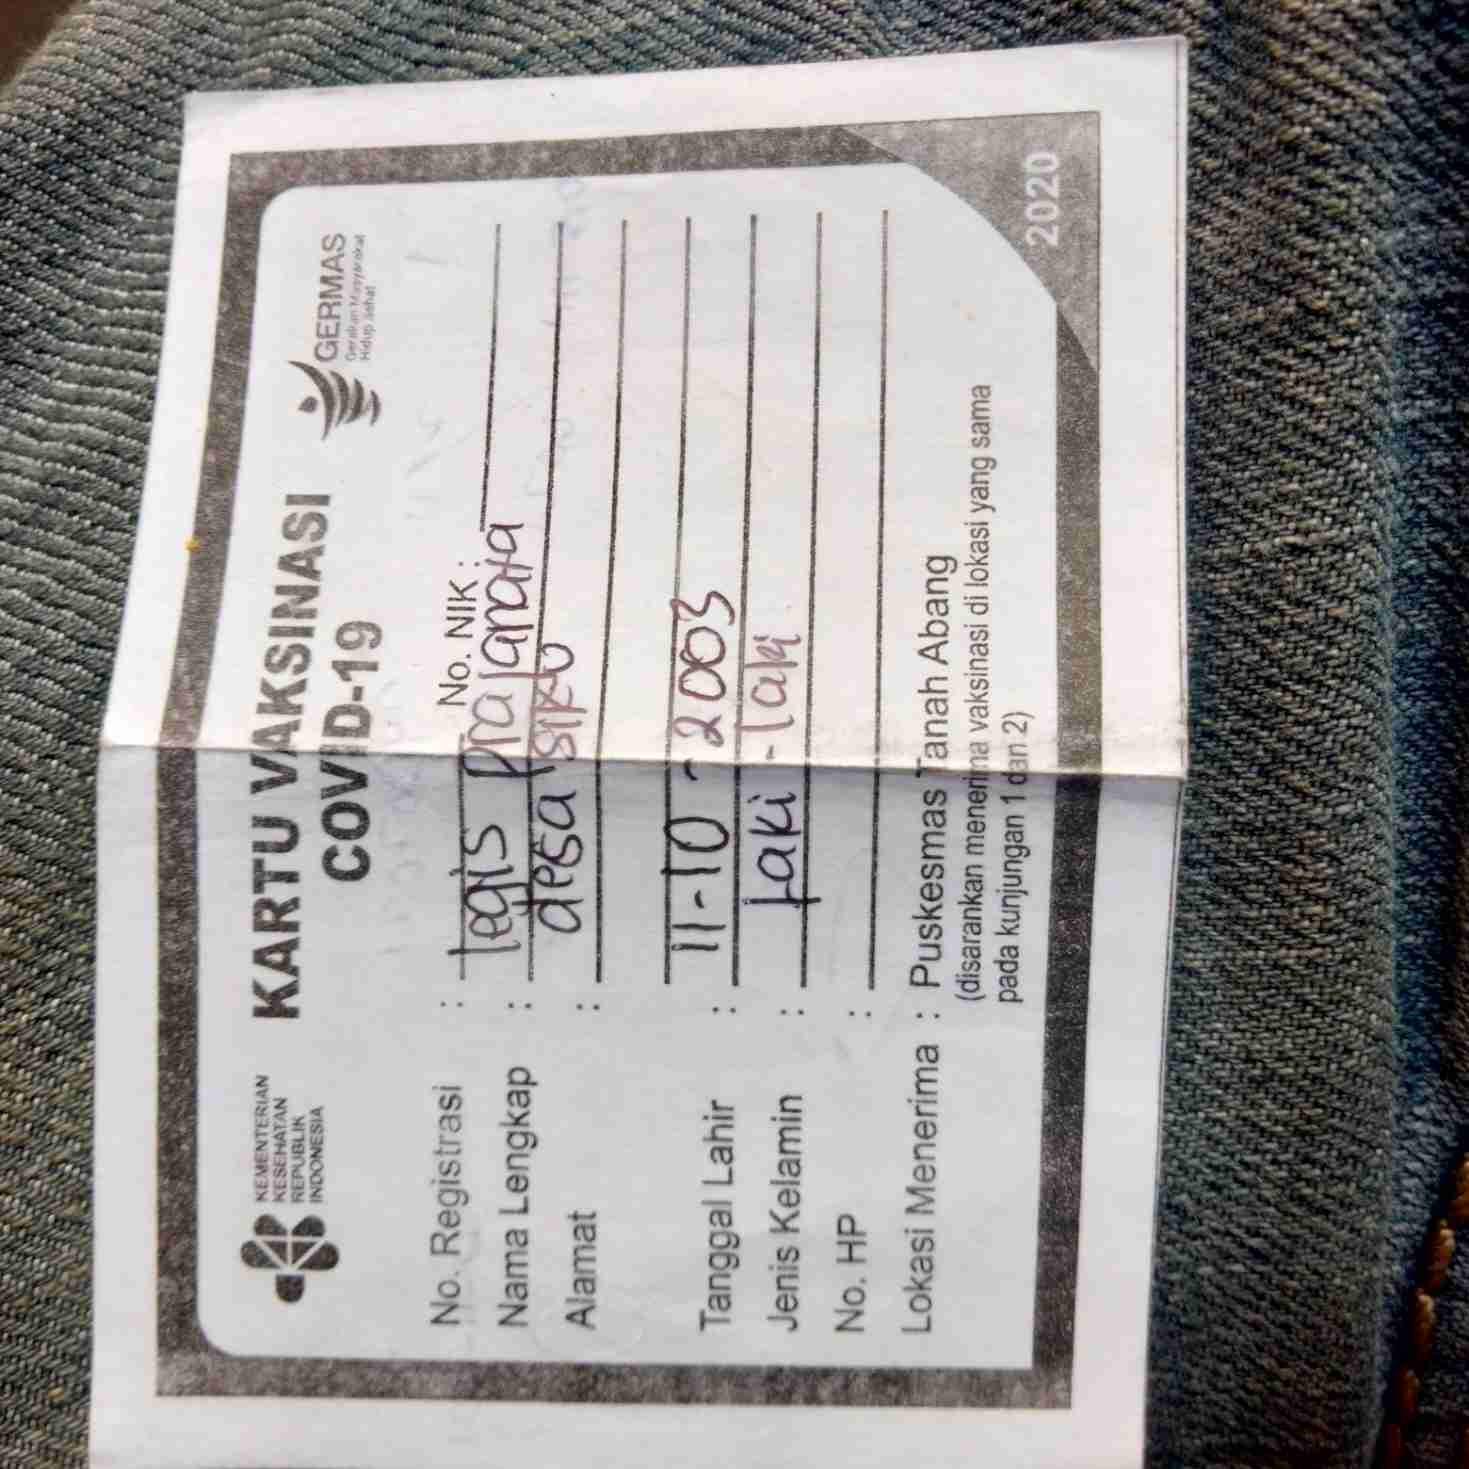 KEMENTERIAN
KESEHATAN
REPUBLIK
INDONESIA
KARTU VAKSINASI
COVID-19
GERMAS
Gerakan Masyarakat
Hidup Sehat
No. Registrasi : No. NIK :
Nama Lengkap : legis pratamara
Alamat : desa
Tanggal Lahir : 11-10-2003
Jenis Kelamin : Laki-laki
No. HP :
Lokasi Menerima : Puskesmas Tanah Abang
(disarankan menerima vaksinasi di lokasi yang sama
pada kunjungan 1 dan 2)
2020